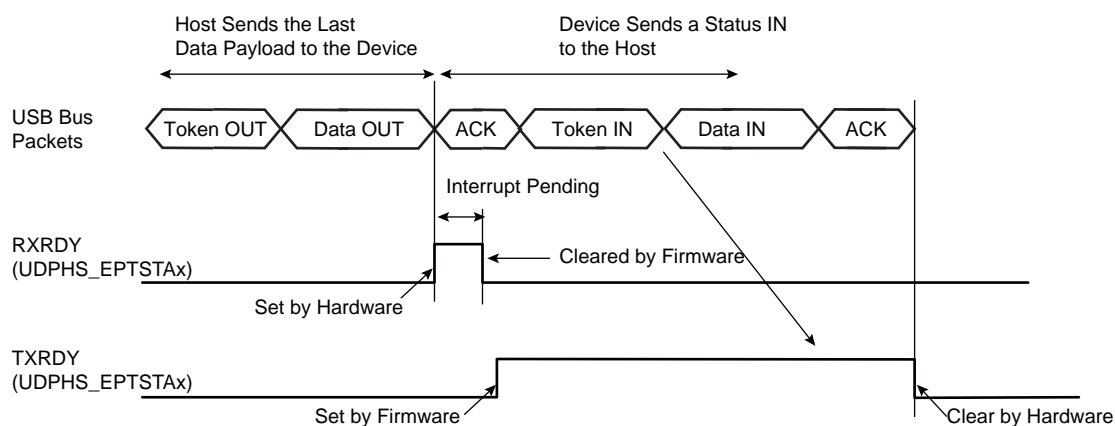 Host Sends the Last
Data Payload to the Device
Device Sends a Status IN
to the Host
USB Bus
Packets
Token OUT
Data OUT
ACK
Token IN
Data IN
ACK
Interrupt Pending
RXRDY
(UDPHS_EPTSTAx)
Set by Hardware
Cleared by Firmware
TXRDY
(UDPHS_EPTSTAx)
Set by Firmware
Clear by Hardware